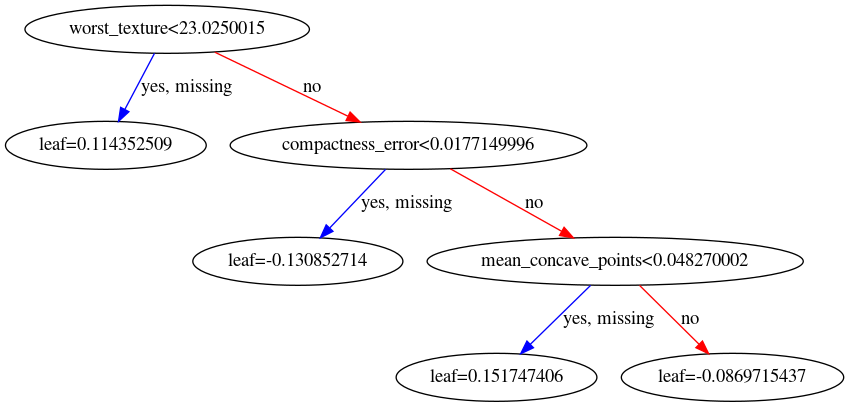 worst_texture<23.0250015
yes, missing
no
leaf=0.114352509
compactness_error<0.0177149996
yes, missing
no
leaf=-0.130852714
mean_concave_points<0.048270002
yes, missing
no
leaf=0.151747406
leaf=-0.0869715437